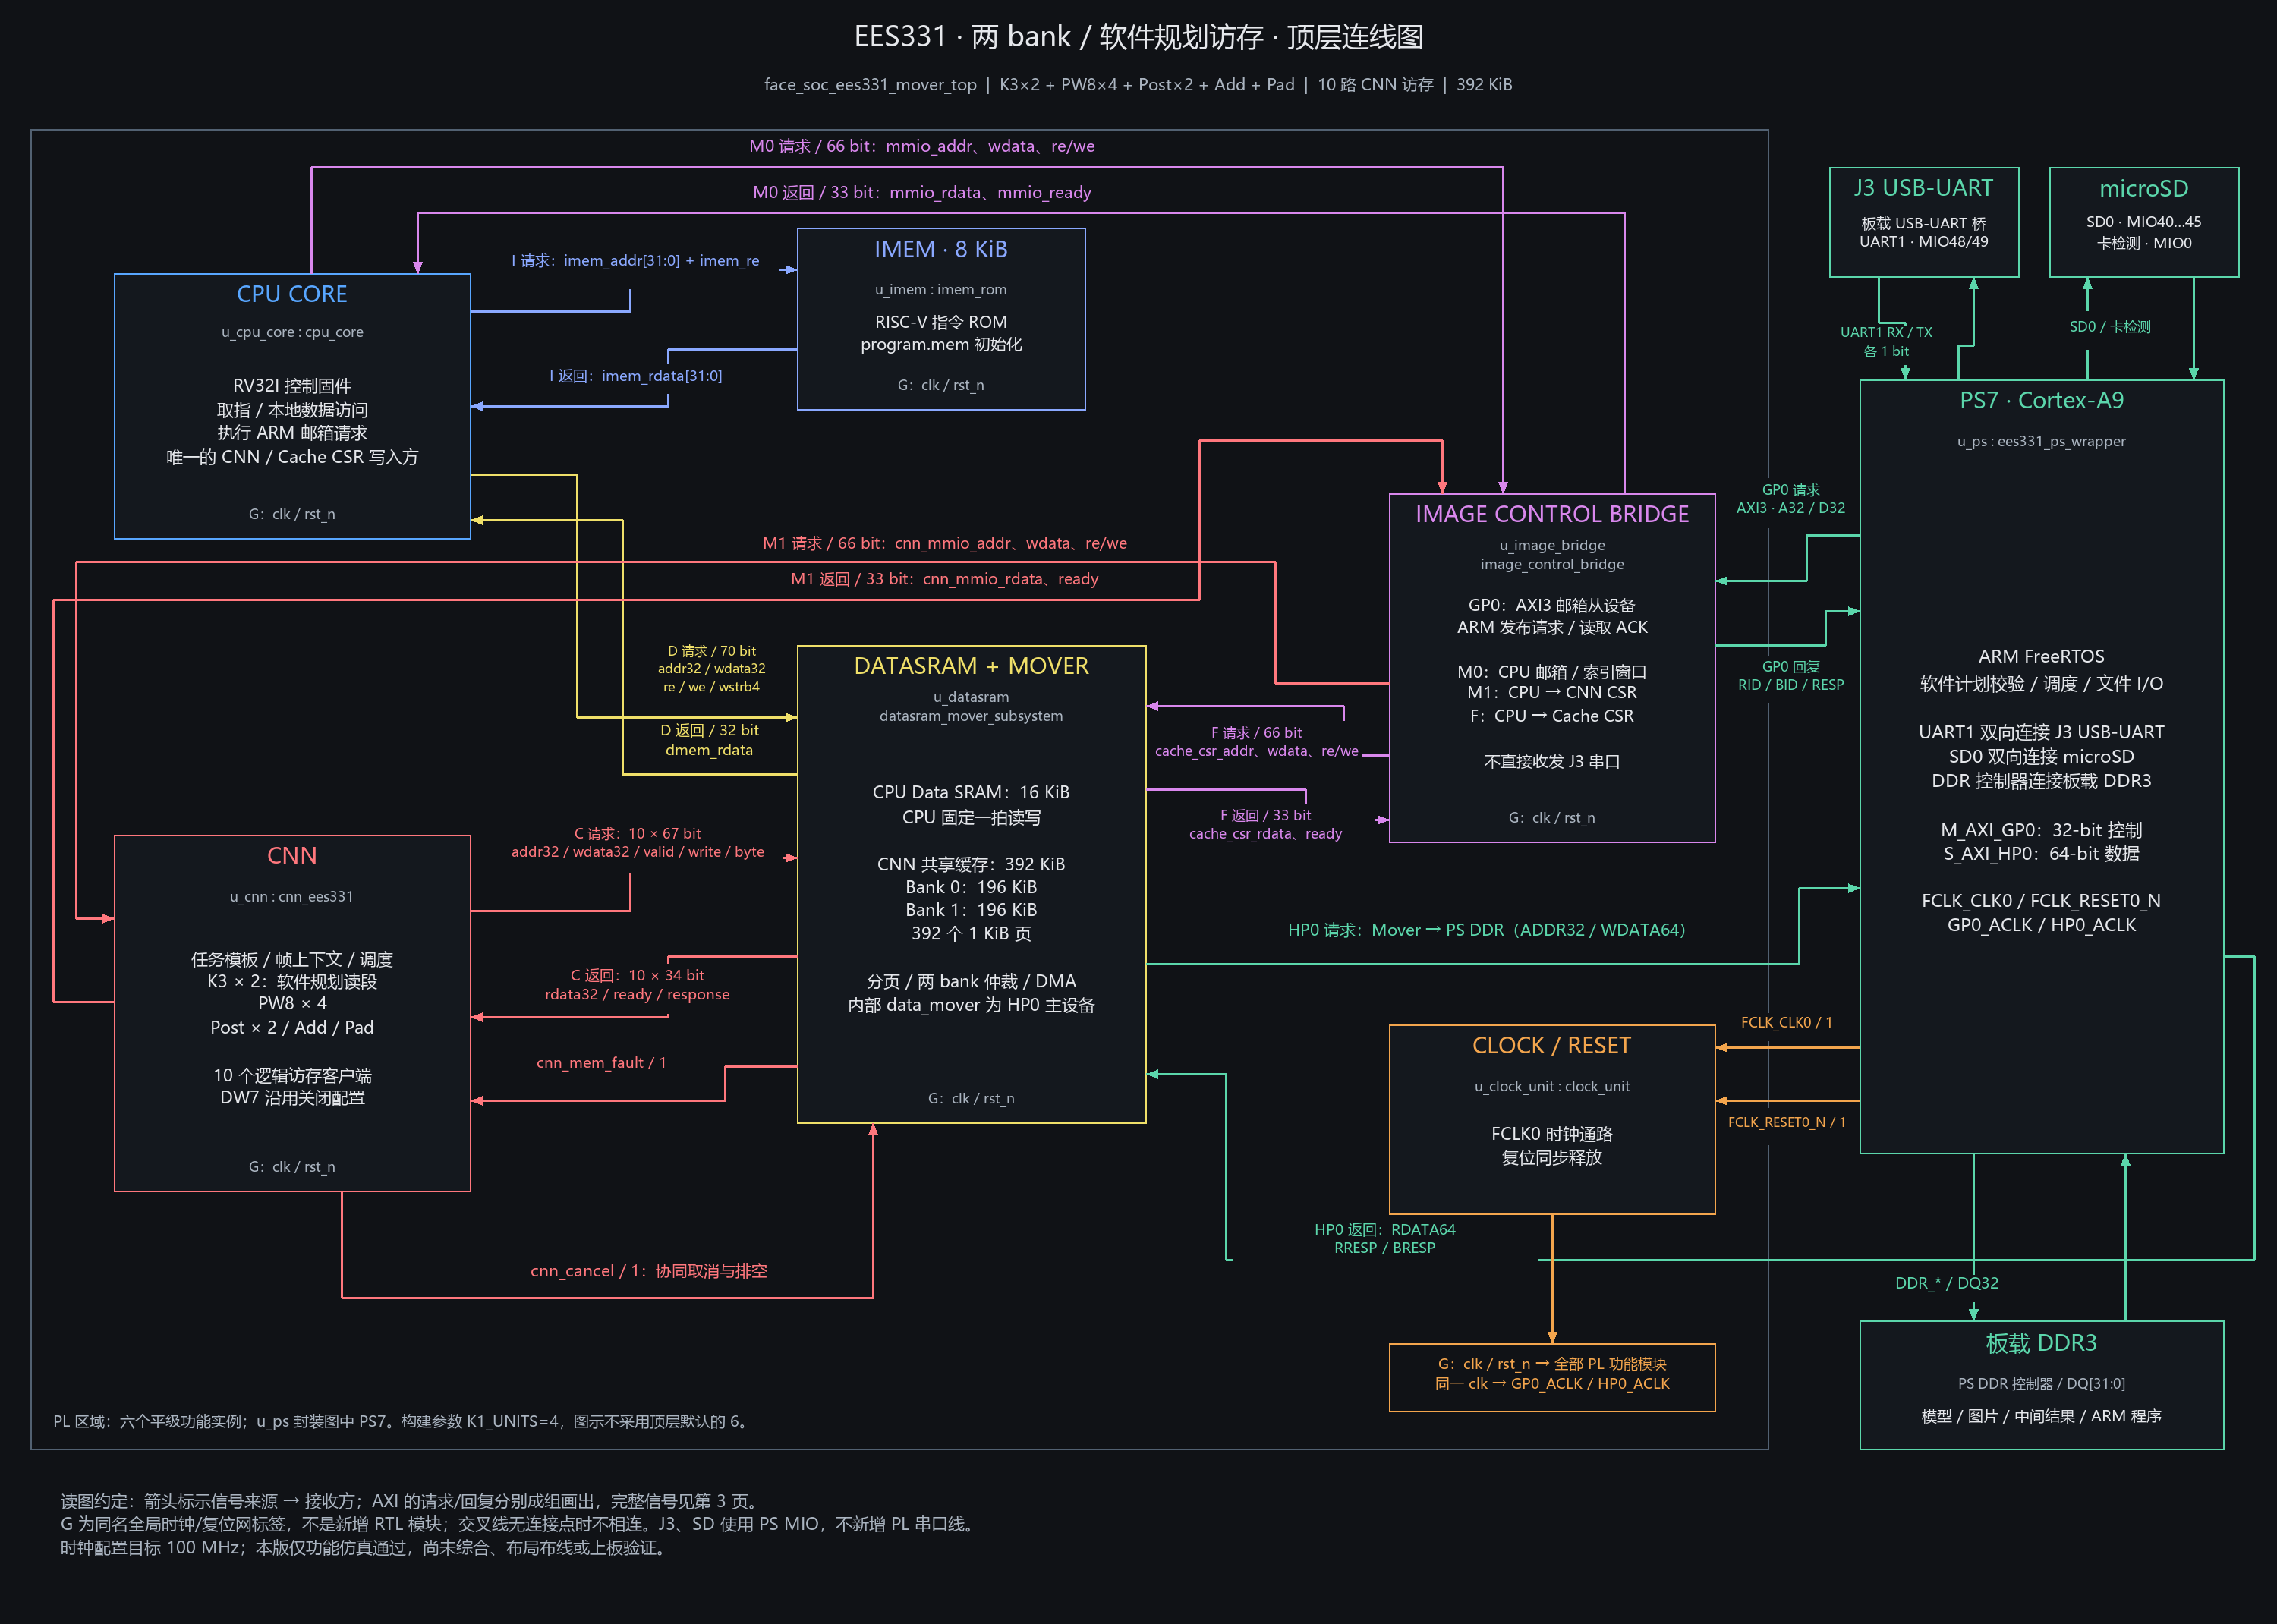 EES331 · 两 bank / 软件规划访存 · 顶层连线图
face_soc_ees331_mover_top | K3×2 + PW8×4 + Post×2 + Add + Pad | 10 路 CNN 访存 | 392 KiB
M0 请求 / 66 bit：mmio_addr、wdata、re/we
M0 返回 / 33 bit：mmio_rdata、mmio_ready
CPU CORE
u_cpu_core : cpu_core
RV32I 控制固件
取指 / 本地数据访问
执行 ARM 邮箱请求
唯一的 CNN / Cache CSR 写入方
G：clk / rst_n
I 请求：imem_addr[31:0] + imem_re
I 返回：imem_rdata[31:0]
IMEM · 8 KiB
u_imem : imem_rom
RISC-V 指令 ROM
program.mem 初始化
G：clk / rst_n
J3 USB-UART
板载 USB-UART 桥
UART1 · MIO48/49
microSD
SD0 · MIO40…45
卡检测 · MIO0
UART1 RX / TX
各 1 bit
SD0 / 卡检测
M1 请求 / 66 bit：cnn_mmio_addr、wdata、re/we
M1 返回 / 33 bit：cnn_mmio_rdata、ready
IMAGE CONTROL BRIDGE
u_image_bridge
image_control_bridge
GP0：AXI3 邮箱从设备
ARM 发布请求 / 读取 ACK
M0：CPU 邮箱 / 索引窗口
M1：CPU → CNN CSR
F：CPU → Cache CSR
不直接收发 J3 串口
G：clk / rst_n
GP0 请求
AXI3 · A32 / D32
GP0 回复
RID / BID / RESP
PS7 · Cortex-A9
u_ps : ees331_ps_wrapper
ARM FreeRTOS
软件计划校验 / 调度 / 文件 I/O
UART1 双向连接 J3 USB-UART
SD0 双向连接 microSD
DDR 控制器连接板载 DDR3
M_AXI_GP0：32-bit 控制
S_AXI_HP0：64-bit 数据
FCLK_CLK0 / FCLK_RESET0_N
GP0_ACLK / HP0_ACLK
D 请求 / 70 bit
addr32 / wdata32
re / we / wstrb4
D 返回 / 32 bit
dmem_rdata
DATASRAM + MOVER
u_datasram
datasram_mover_subsystem
CPU Data SRAM：16 KiB
CPU 固定一拍读写
CNN 共享缓存：392 KiB
Bank 0：196 KiB
Bank 1：196 KiB
392 个 1 KiB 页
分页 / 两 bank 仲裁 / DMA
内部 data_mover 为 HP0 主设备
G：clk / rst_n
F 请求 / 66 bit
cache_csr_addr、wdata、re/we
F 返回 / 33 bit
cache_csr_rdata、ready
CNN
u_cnn : cnn_ees331
任务模板 / 帧上下文 / 调度
K3 × 2：软件规划读段
PW8 × 4
Post × 2 / Add / Pad
10 个逻辑访存客户端
DW7 沿用关闭配置
G：clk / rst_n
C 请求：10 × 67 bit
addr32 / wdata32 / valid / write / byte
C 返回：10 × 34 bit
rdata32 / ready / response
cnn_mem_fault / 1
cnn_cancel / 1：协同取消与排空
HP0 请求：Mover → PS DDR（ADDR32 / WDATA64）
CLOCK / RESET
u_clock_unit : clock_unit
FCLK0 时钟通路
复位同步释放
FCLK_CLK0 / 1
FCLK_RESET0_N / 1
HP0 返回：RDATA64
RRESP / BRESP
DDR_* / DQ32
G：clk / rst_n → 全部 PL 功能模块
同一 clk → GP0_ACLK / HP0_ACLK
板载 DDR3
PS DDR 控制器 / DQ[31:0]
模型 / 图片 / 中间结果 / ARM 程序
PL 区域：六个平级功能实例；u_ps 封装图中 PS7。构建参数 K1_UNITS=4，图示不采用顶层默认的 6。
读图约定：箭头标示信号来源 → 接收方；AXI 的请求/回复分别成组画出，完整信号见第 3 页。
G 为同名全局时钟/复位网标签，不是新增 RTL 模块；交叉线无连接点时不相连。J3、SD 使用 PS MIO，不新增 PL 串口线。
时钟配置目标 100 MHz；本版仅功能仿真通过，尚未综合、布局布线或上板验证。